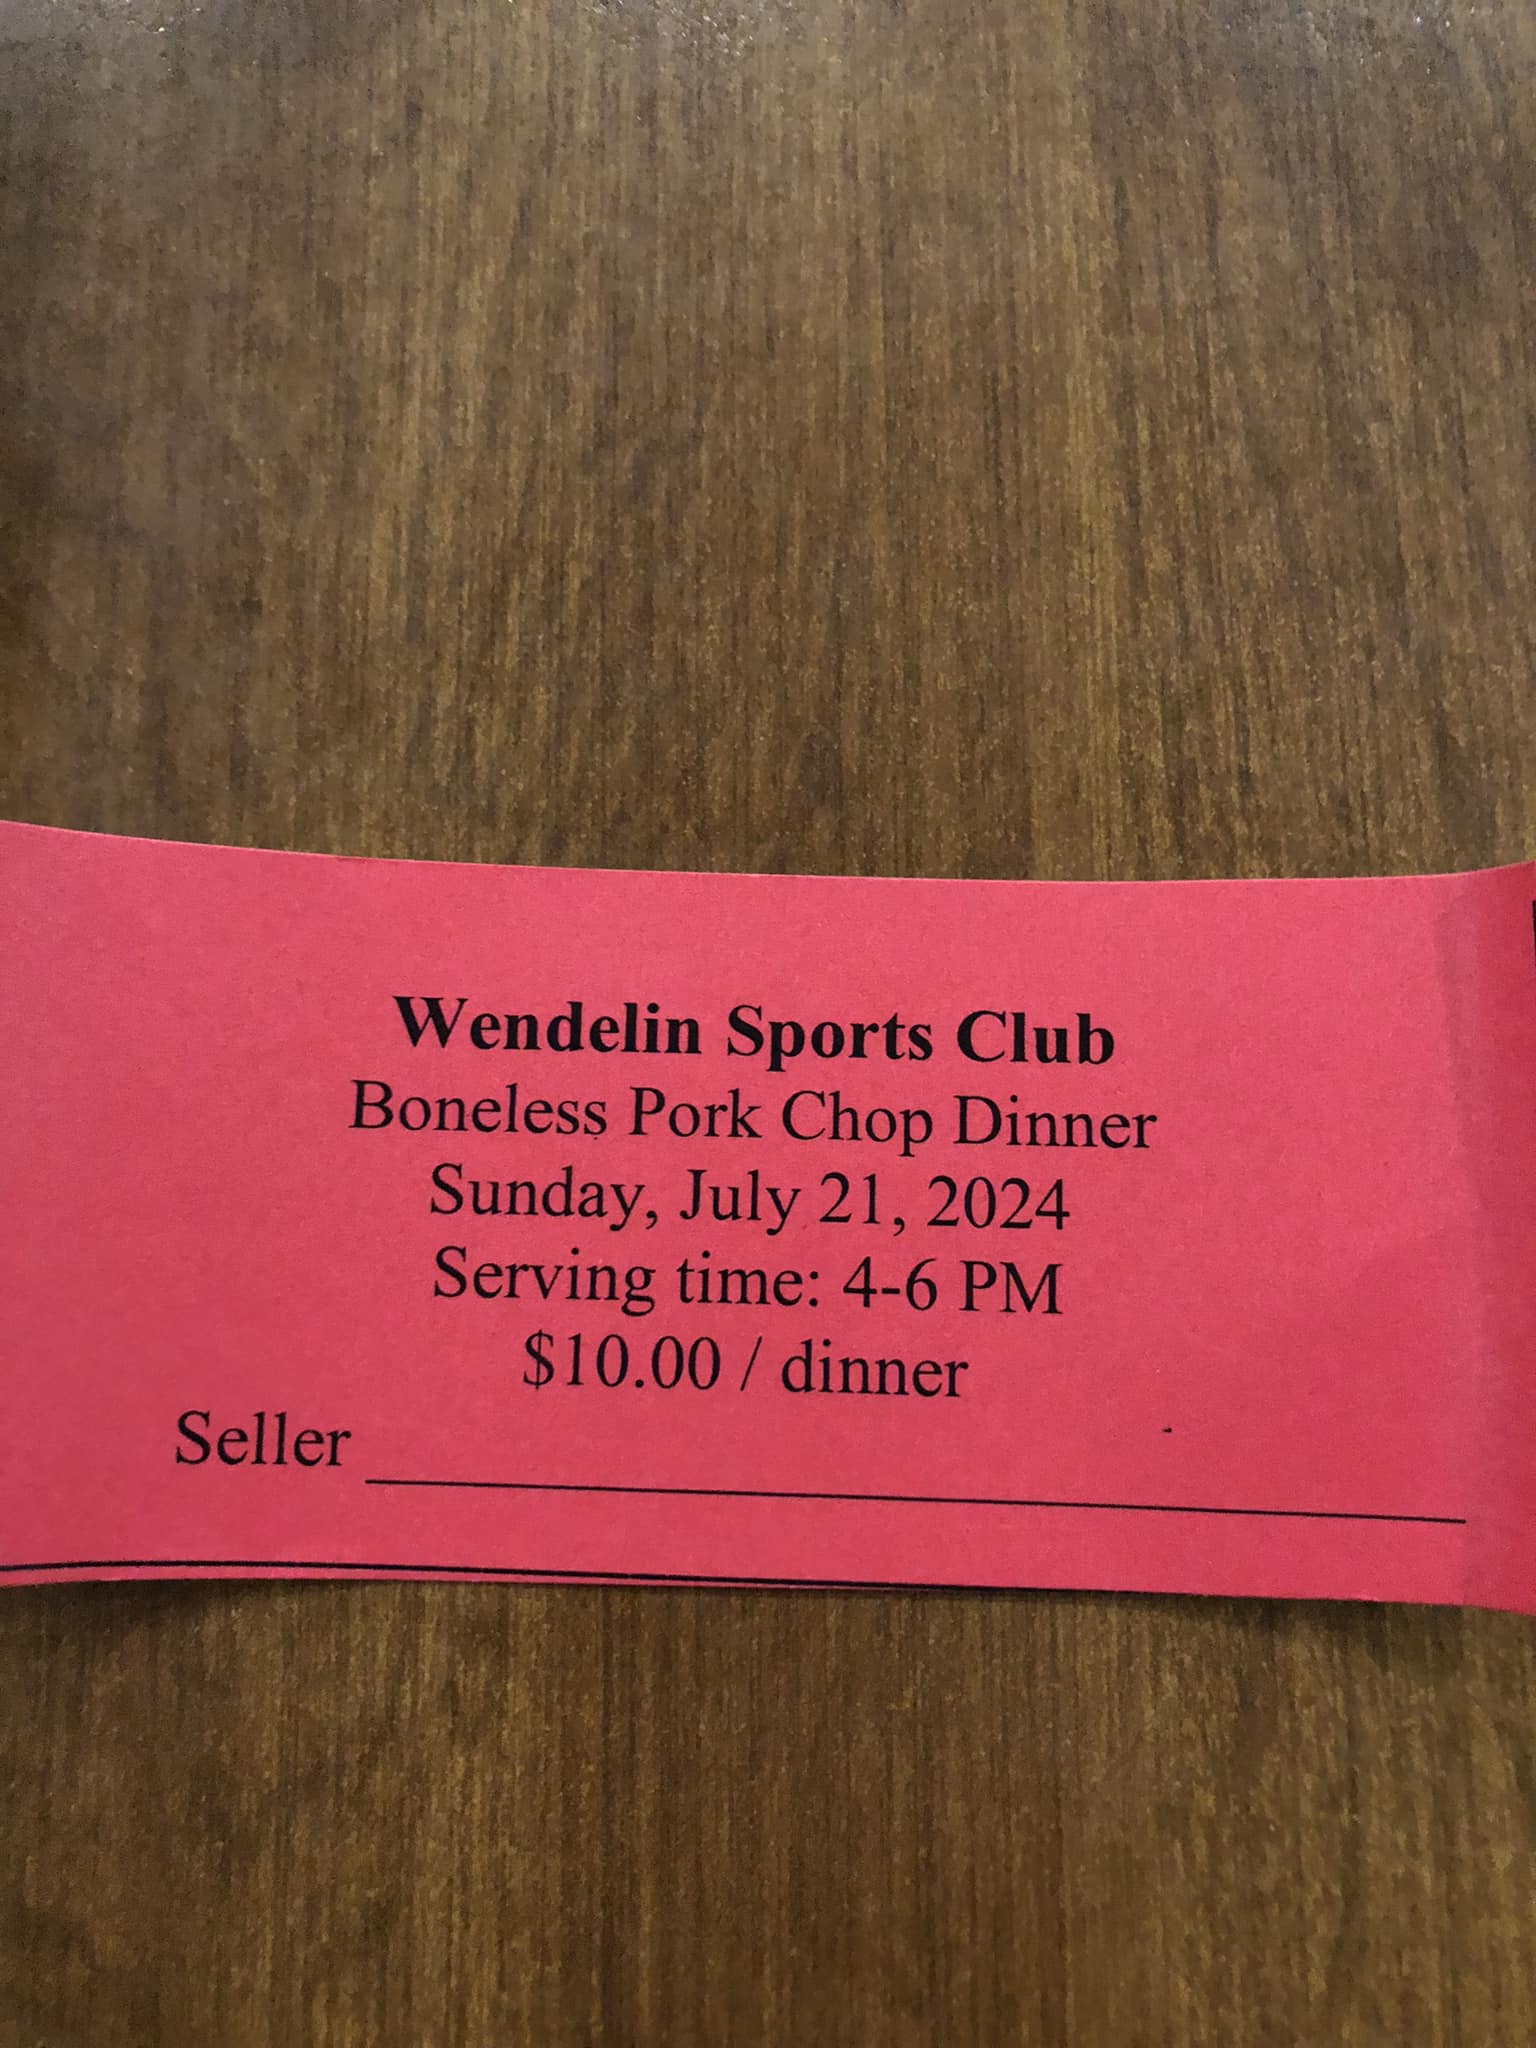 Wendelin Sports Club
Boneless Pork Chop Dinner
Sunday, July 21, 2024
Serving time: 4-6 PM
$10.00 / dinner
Seller